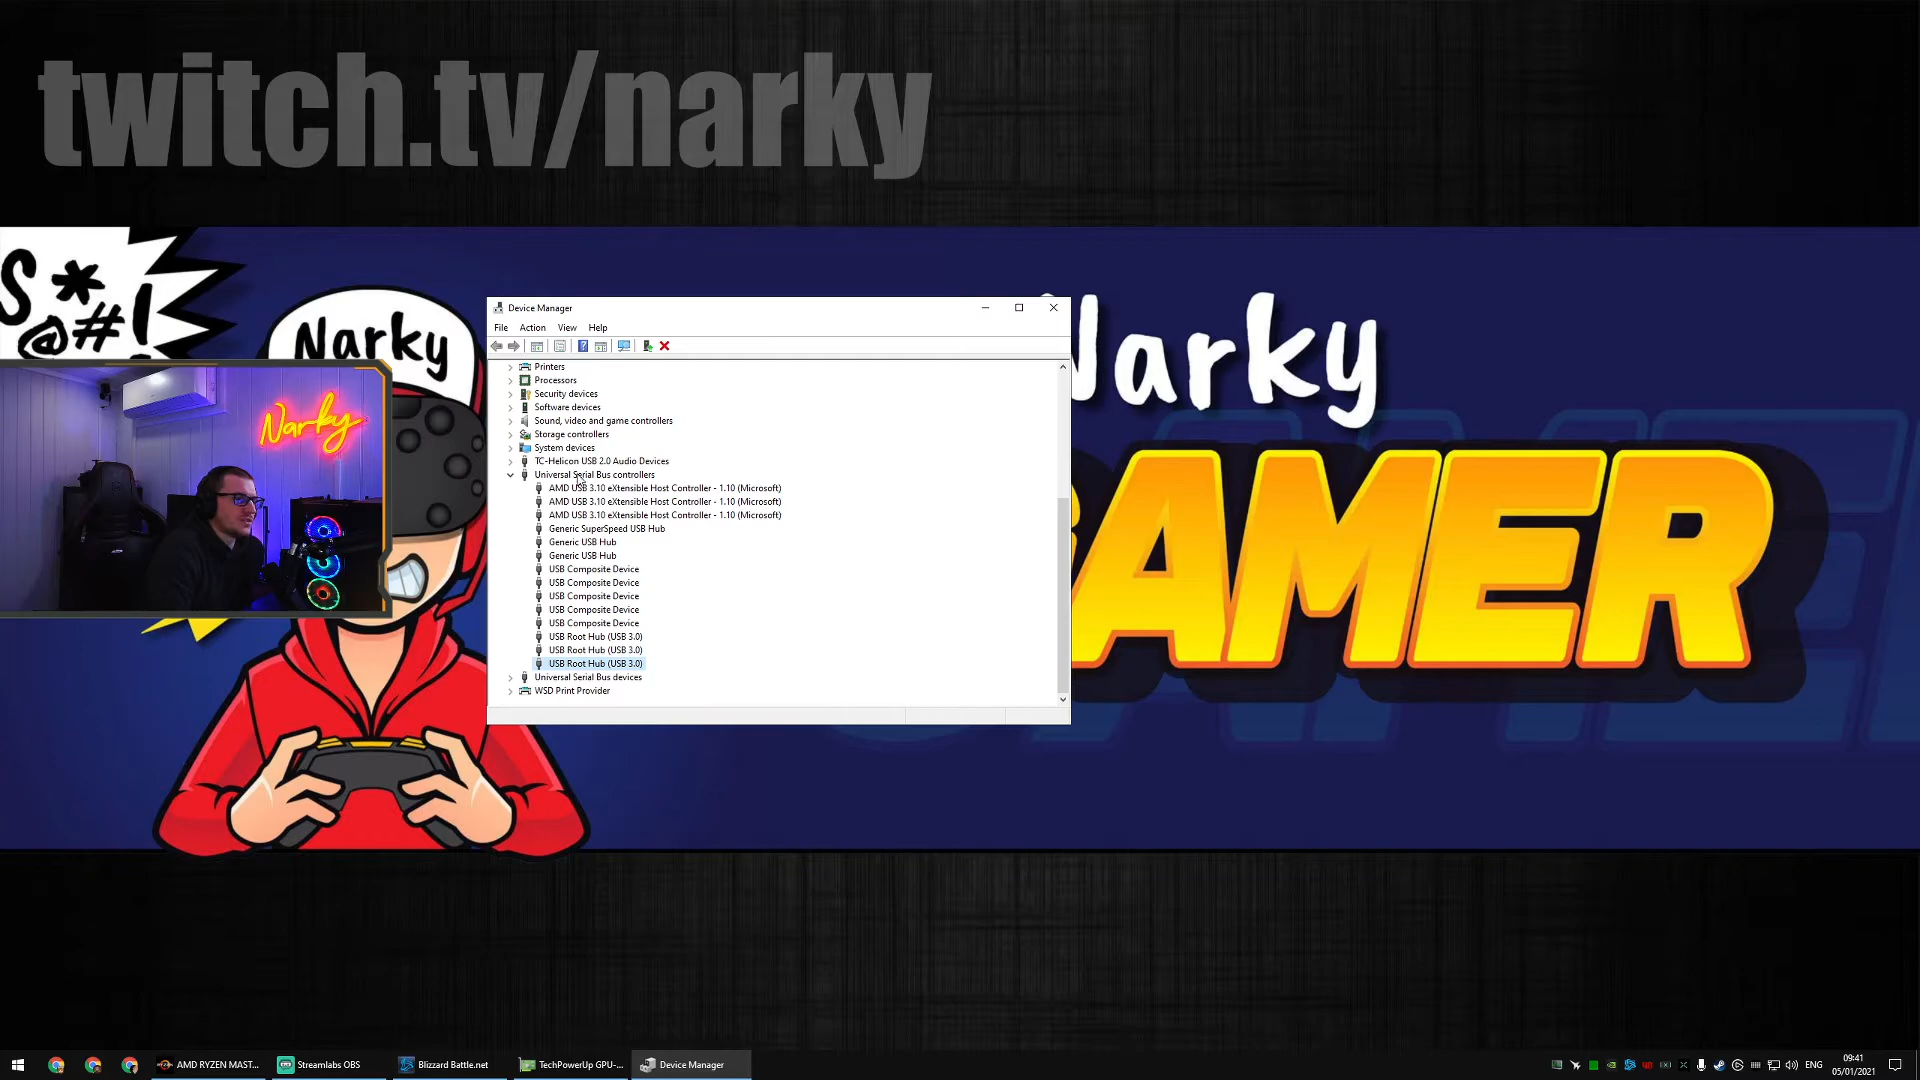 twitch.tv/narky
S*
@#!
Narky
Narky
Narky
GAMER
Device Manager
File Action View Help
Printers
Processors
Security devices
Software devices
Sound, video and game controllers
Storage controllers
System devices
TC-Helicon USB 2.0 Audio Devices
Universal Serial Bus controllers
AMD USB 3.10 eXtensible Host Controller - 1.10 (Microsoft)
AMD USB 3.10 eXtensible Host Controller - 1.10 (Microsoft)
AMD USB 3.10 eXtensible Host Controller - 1.10 (Microsoft)
Generic SuperSpeed USB Hub
Generic USB Hub
Generic USB Hub
USB Composite Device
USB Composite Device
USB Composite Device
USB Composite Device
USB Composite Device
USB Root Hub (USB 3.0)
USB Root Hub (USB 3.0)
USB Root Hub (USB 3.0)
Universal Serial Bus devices
WSD Print Provider
AMD RYZEN MAST... Streamlabs OBS Blizzard Battle.net TechPowerUp GPU-... Device Manager ENG 09:41
05/01/2021